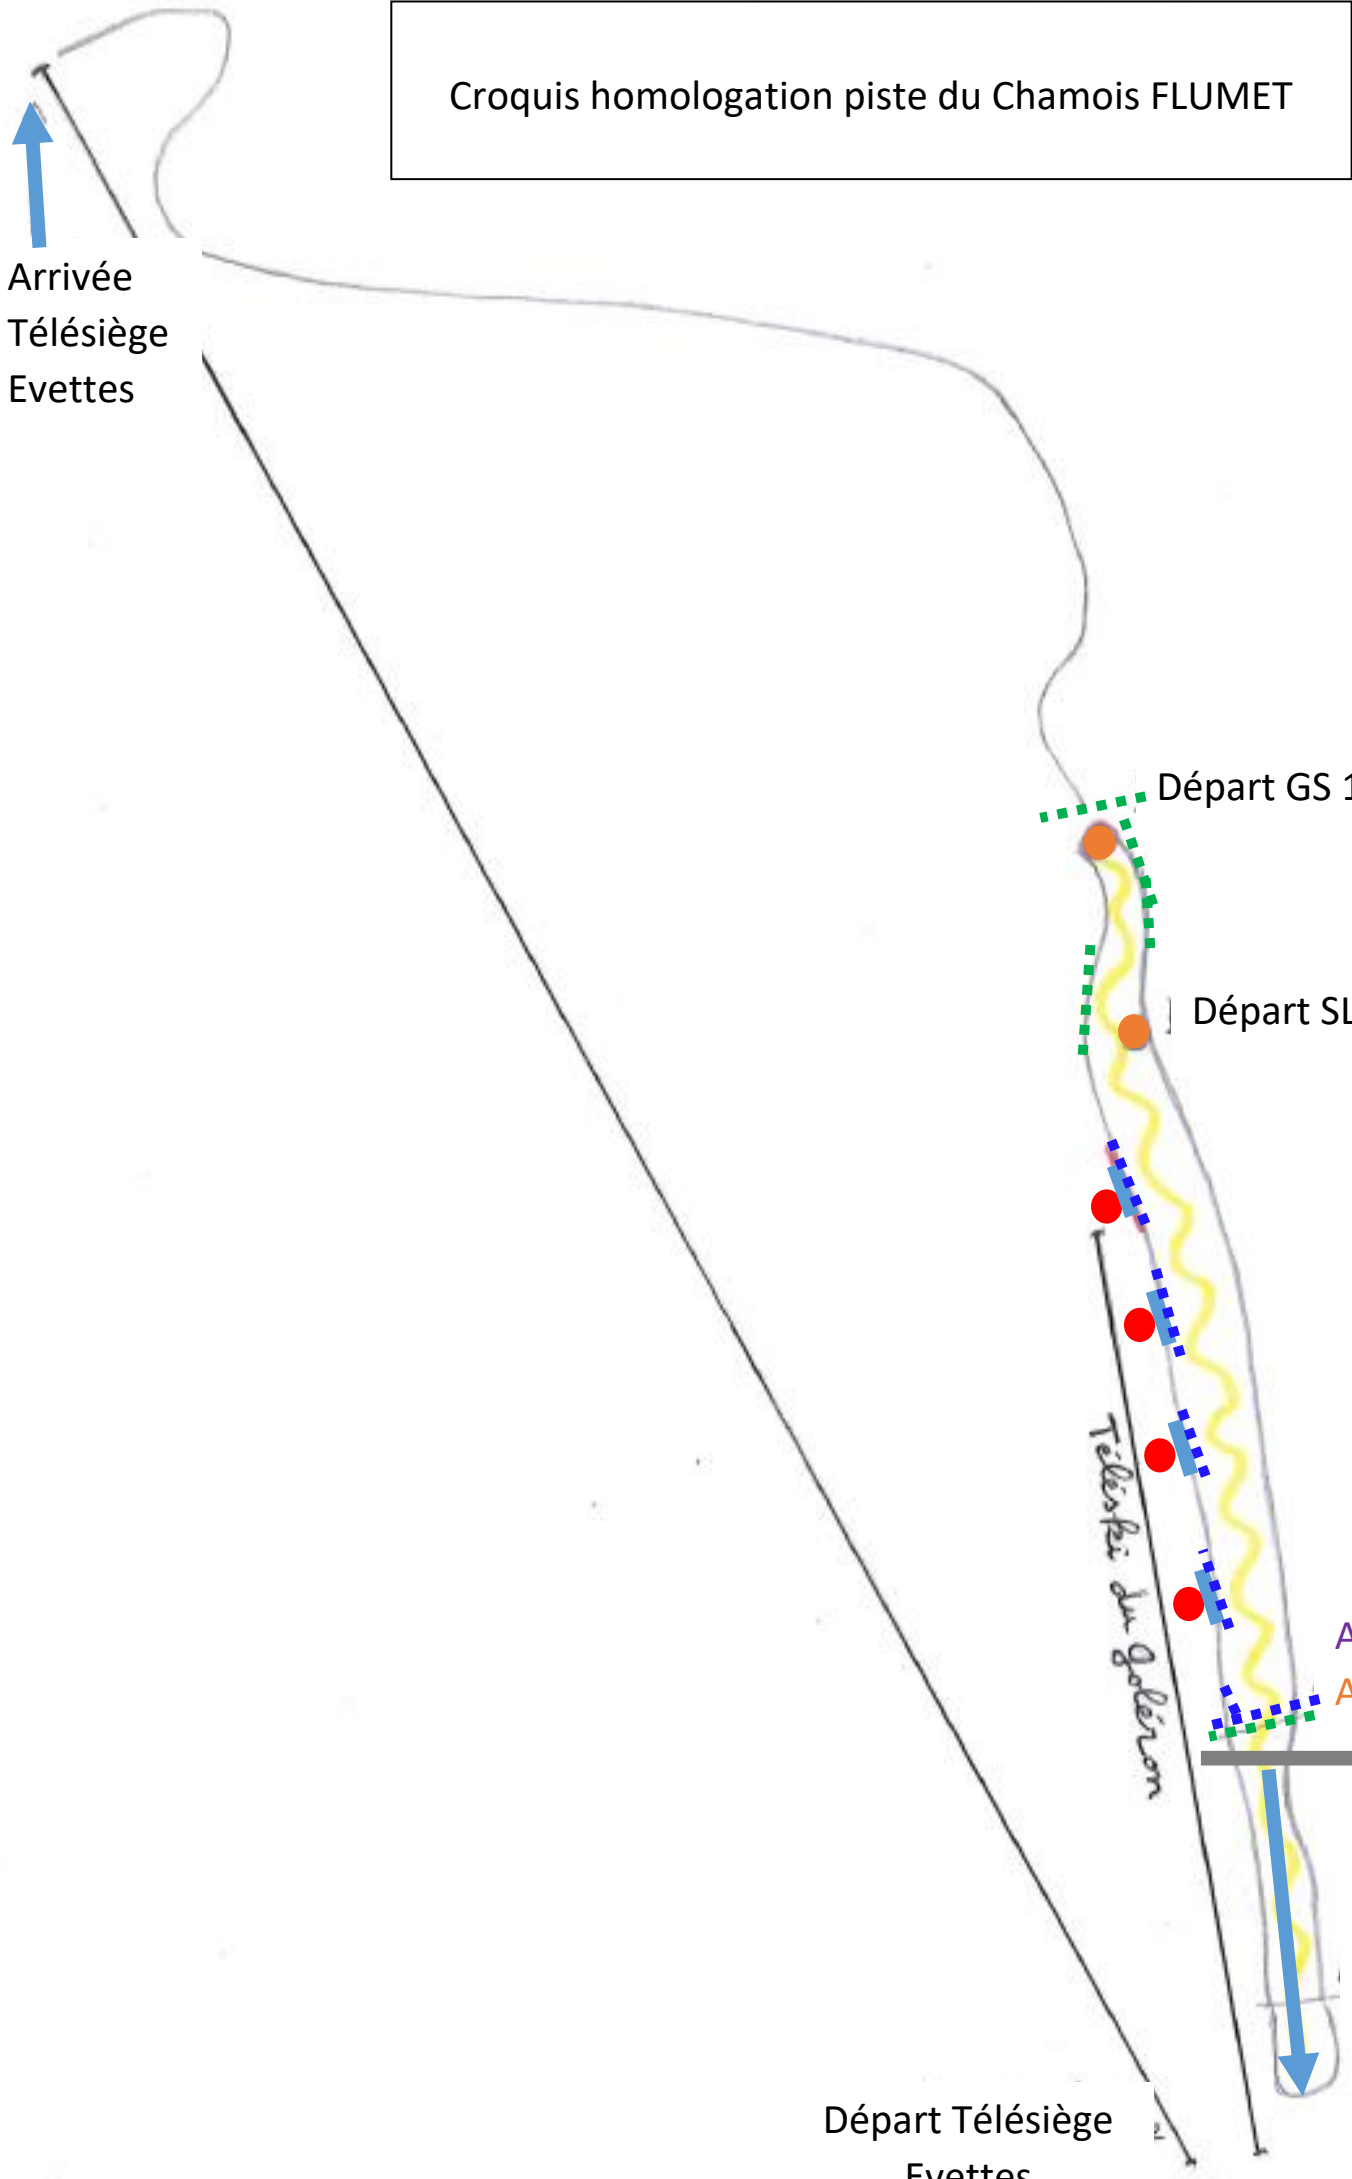 Croquis homologation piste du Chamois FLUMET
Arrivée
Télésiège
Evettes
Départ GS 1
Départ SL
Téléski du Goléron
A
A
Départ Télésiège
Evettes